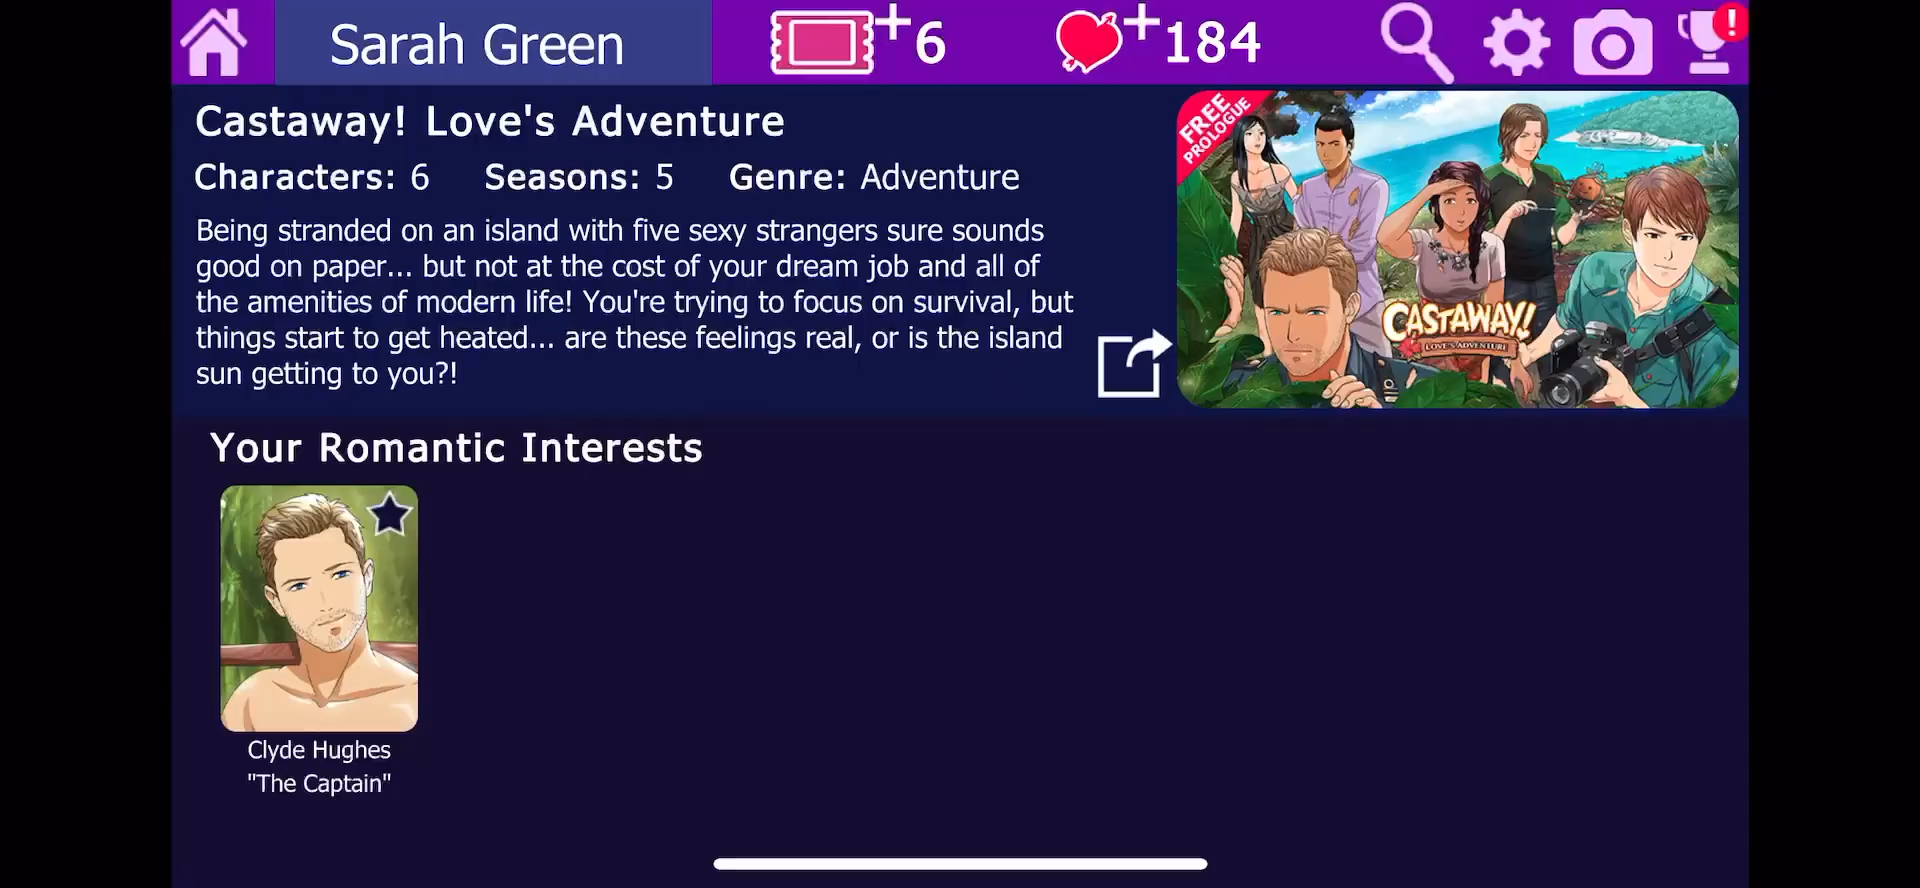 Sarah Green
+6
+184
!
Castaway! Love's Adventure
Characters: 6 Seasons: 5 Genre: Adventure
Being stranded on an island with five sexy strangers sure sounds
good on paper... but not at the cost of your dream job and all of
the amenities of modern life! You're trying to focus on survival, but
things start to get heated... are these feelings real, or is the island
sun getting to you?!
FREE
PROLOGUE
CASTAWAY!
LOVE'S ADVENTURE
Your Romantic Interests
Clyde Hughes
"The Captain"